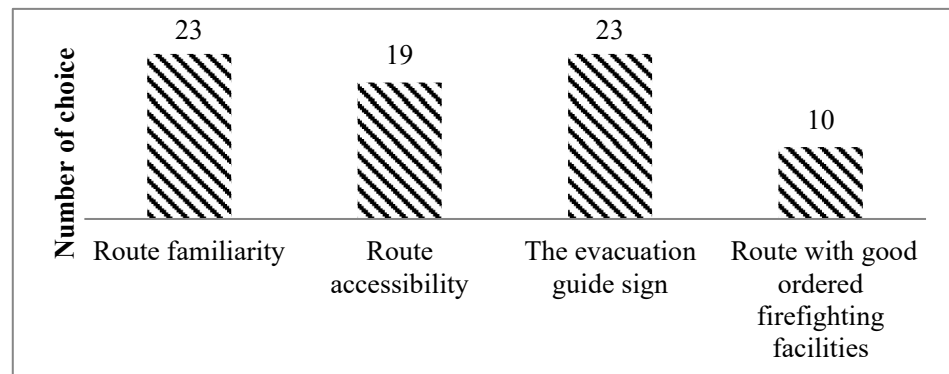 Number of choice
23
19
23
10
Route familiarity
Route
accessibility
The evacuation
guide sign
Route with good
ordered
firefighting
facilities